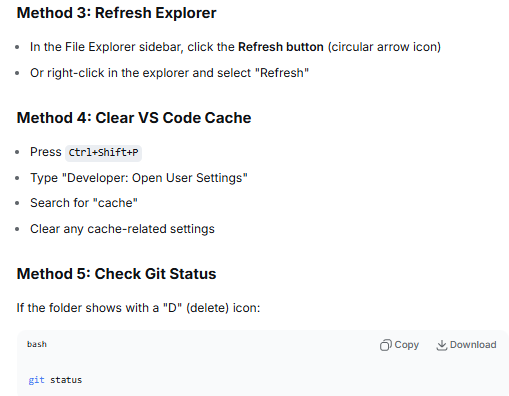 Method 3: Refresh Explorer
In the File Explorer sidebar, click the Refresh button (circular arrow icon)
Or right-click in the explorer and select "Refresh"
Method 4: Clear VS Code Cache
Press Ctrl+Shift+P
Type "Developer: Open User Settings"
Search for "cache"
Clear any cache-related settings
Method 5: Check Git Status
If the folder shows with a "D" (delete) icon:
bash Copy Download
git status